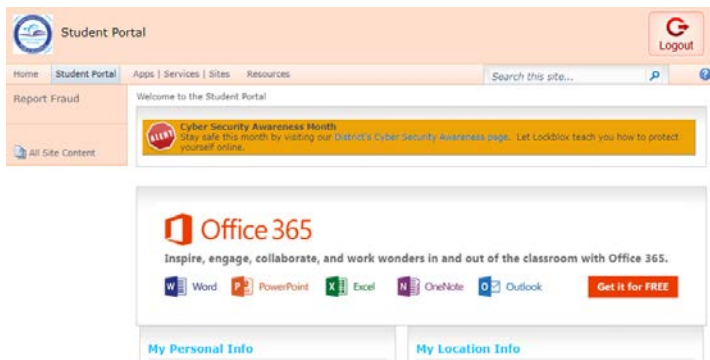 Student Portal
Logout
Home Student Portal Apps | Services | Sites Resources Search this site...
Report Fraud
Welcome to the Student Portal
ALERT
Cyber Security Awareness Month
Stay safe this month by visiting our District's Cyber Security Awareness page. Let Lockblox teach you how to protect
yourself online.
All Site Content
Office 365
Inspire, engage, collaborate, and work wonders in and out of the classroom with Office 365.
Word PowerPoint Excel OneNote Outlook Get it for FREE
My Personal Info My Location Info